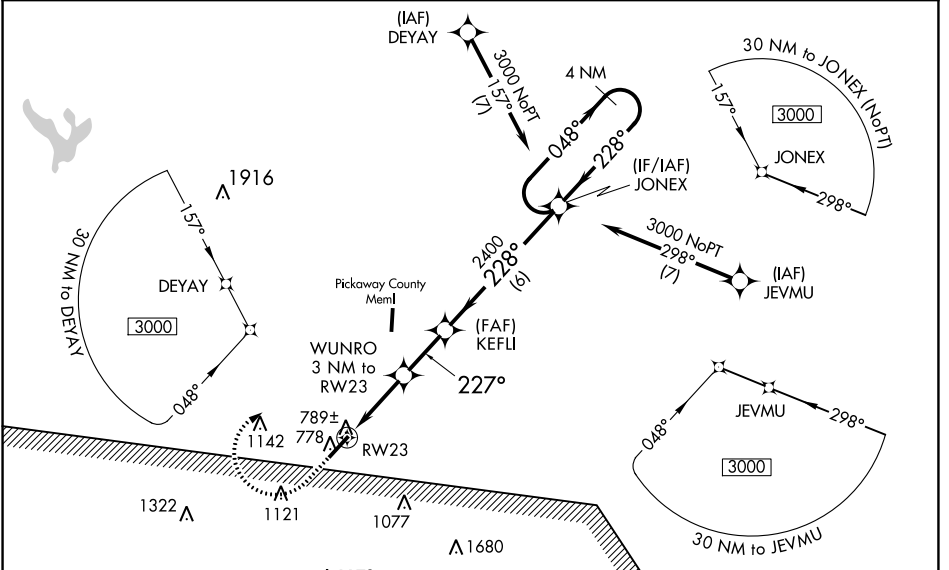 (IAF)
DEYAY
3000 NoPT
157°
(7)
4 NM
048°
228°
(IF/IAF)
JONEX
30 NM to JONEX (NoPT)
157°
3000
JONEX
298°
1916
157°
30 NM to DEYAY
DEYAY
3000
048°
3000 NoPT
298°
(7)
(IAF)
JEVMU
2400
228°
(6)
Pickaway County
Meml
(FAF)
KEFLI
WUNRO
3 NM to
RW23
227°
JEVMU
298°
048°
3000
30 NM to JEVMU
789±
778
RW23
1142
1121
1322
1077
1680